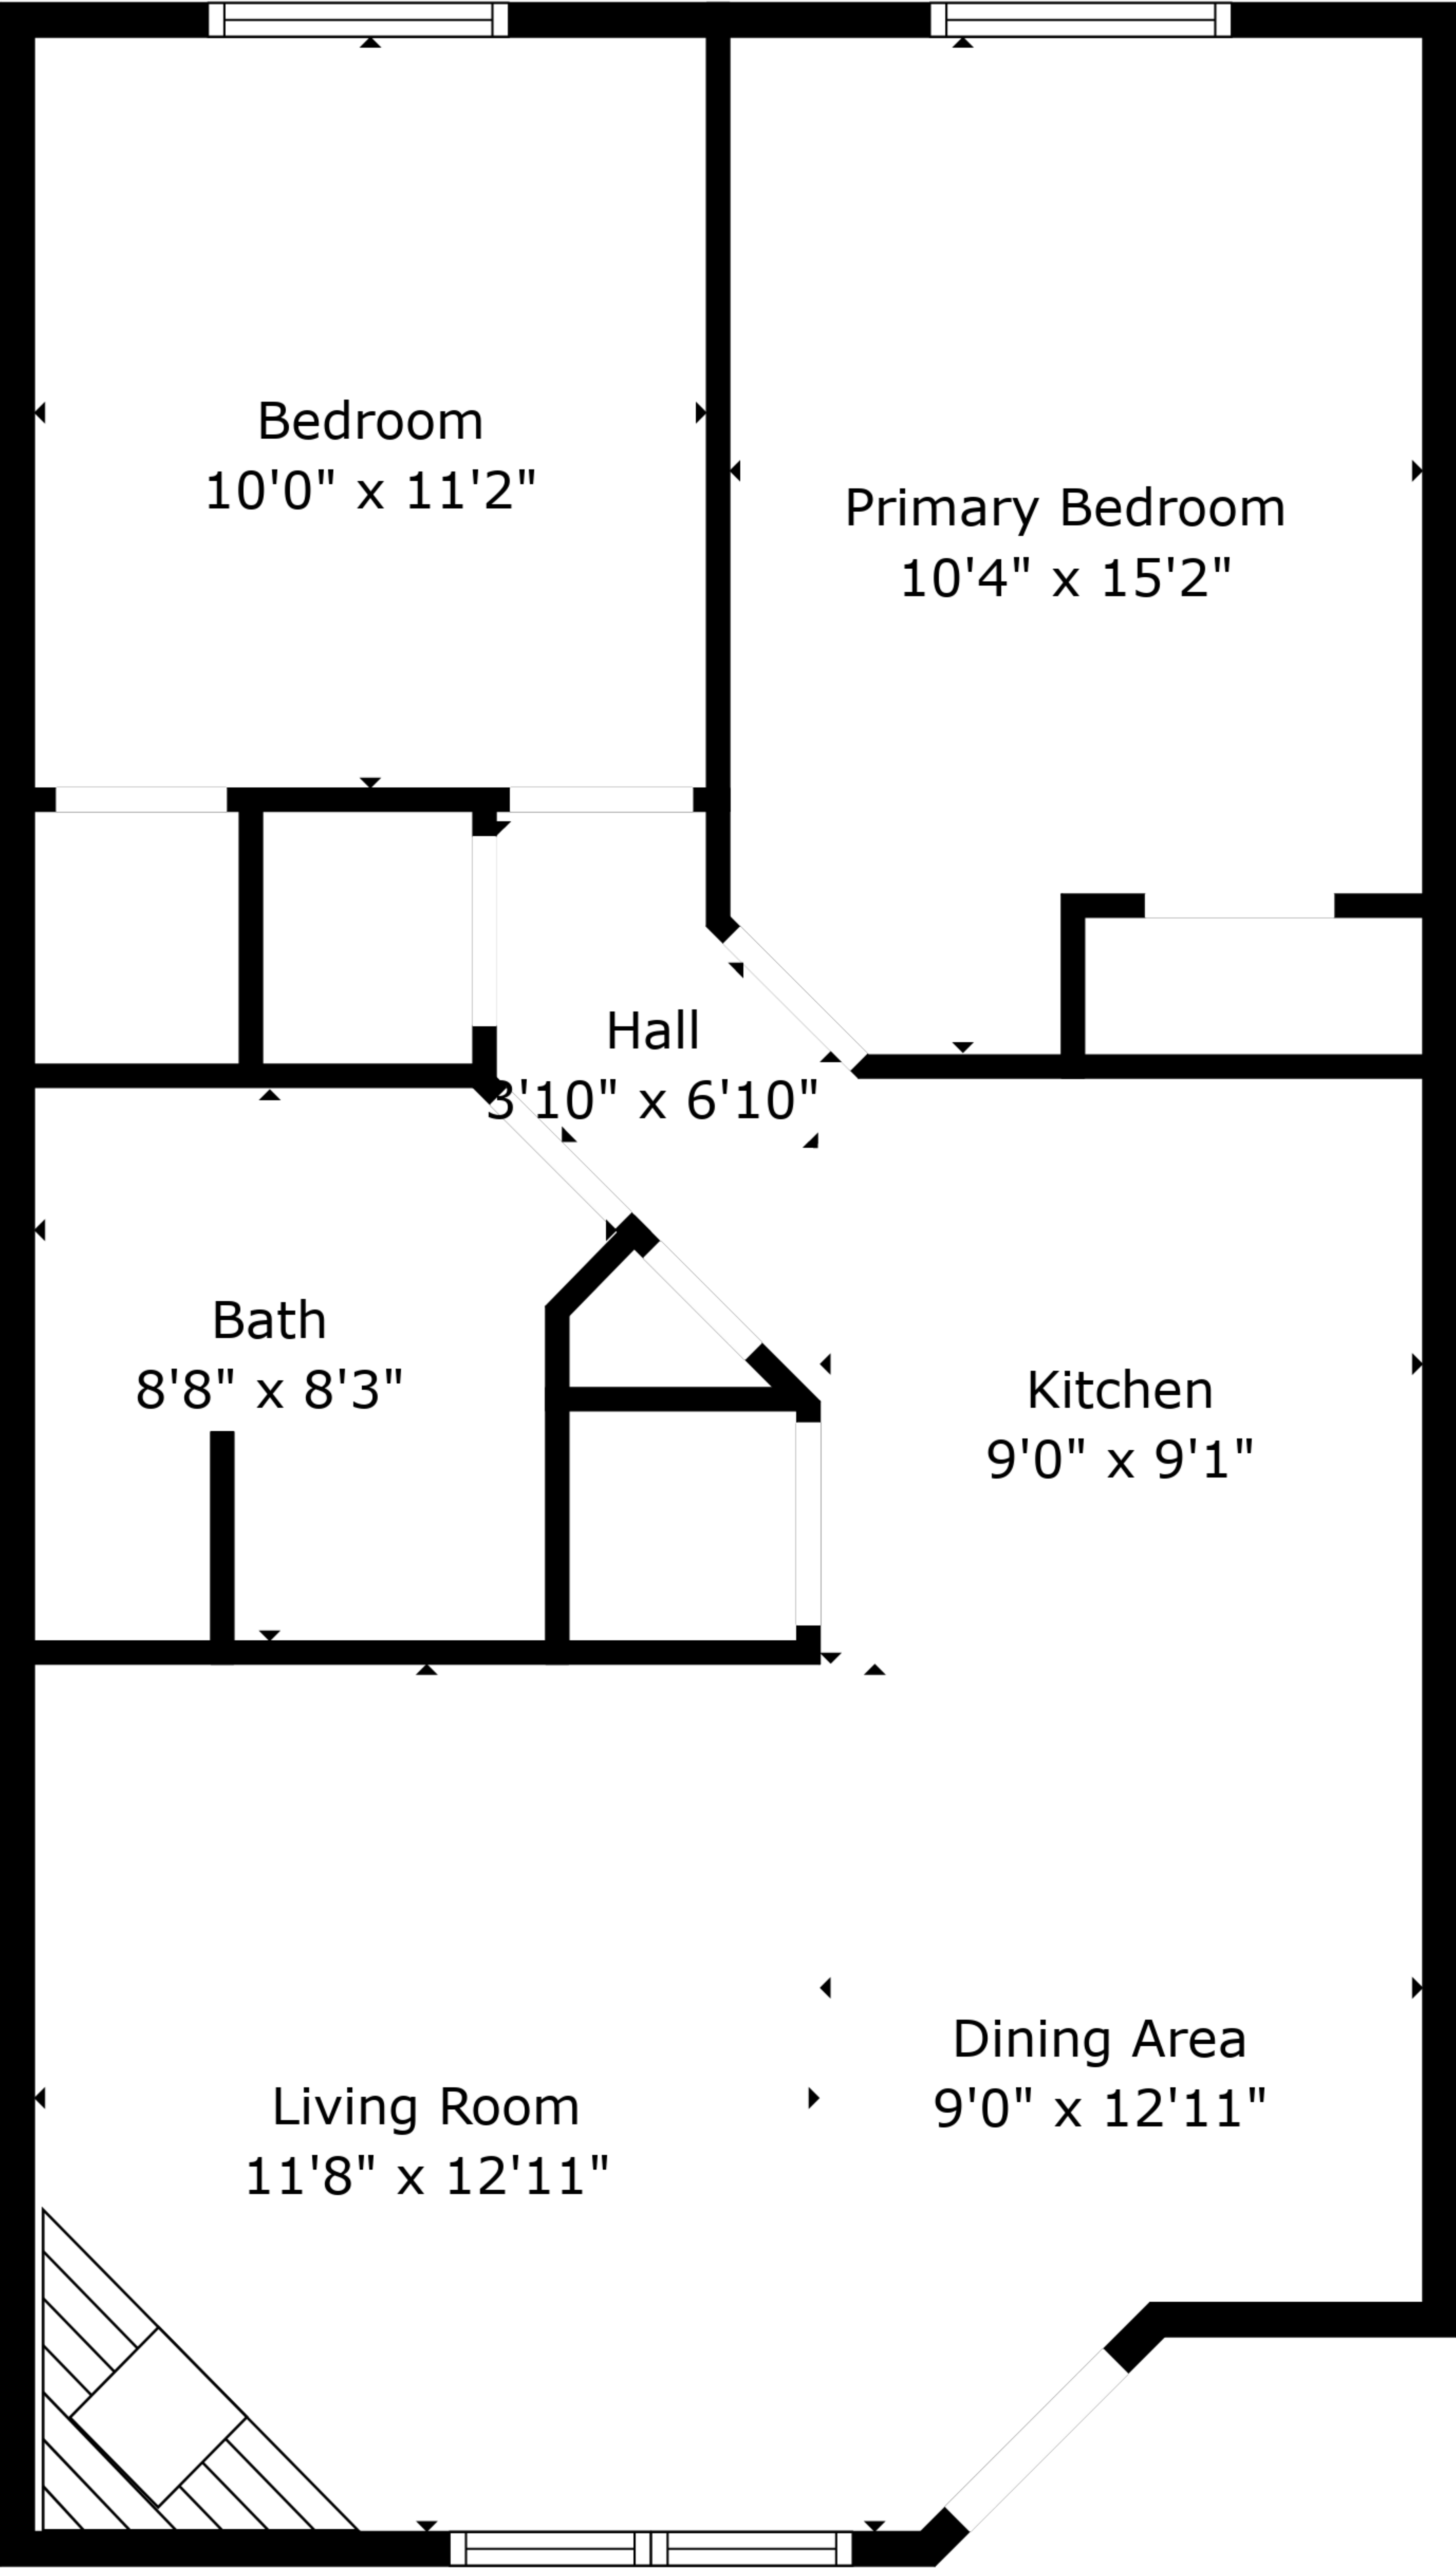 Bedroom
10'0" x 11'2"
Primary Bedroom
10'4" x 15'2"
Hall
3'10" x 6'10"
Bath
8'8" x 8'3"
Kitchen
9'0" x 9'1"
Dining Area
9'0" x 12'11"
Living Room
11'8" x 12'11"